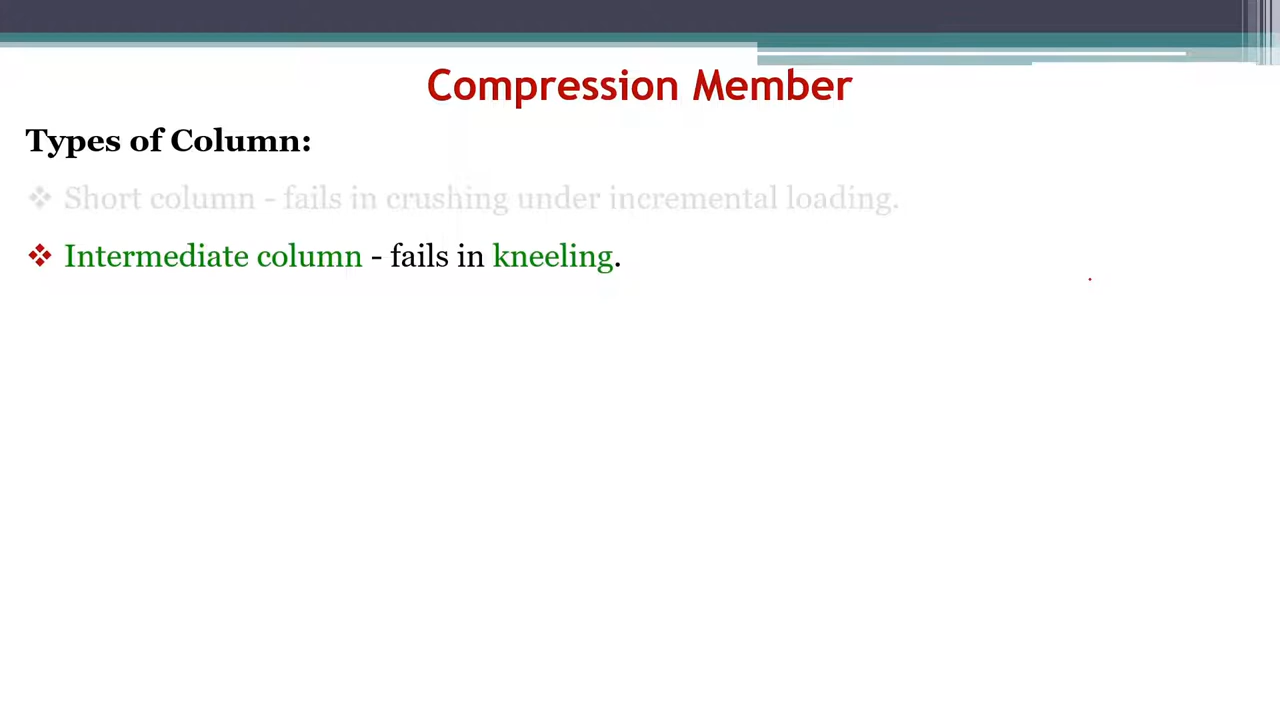 Compression Member
Types of Column:
❖ Short column - fails in crushing under incremental loading.
❖ Intermediate column - fails in kneeling.